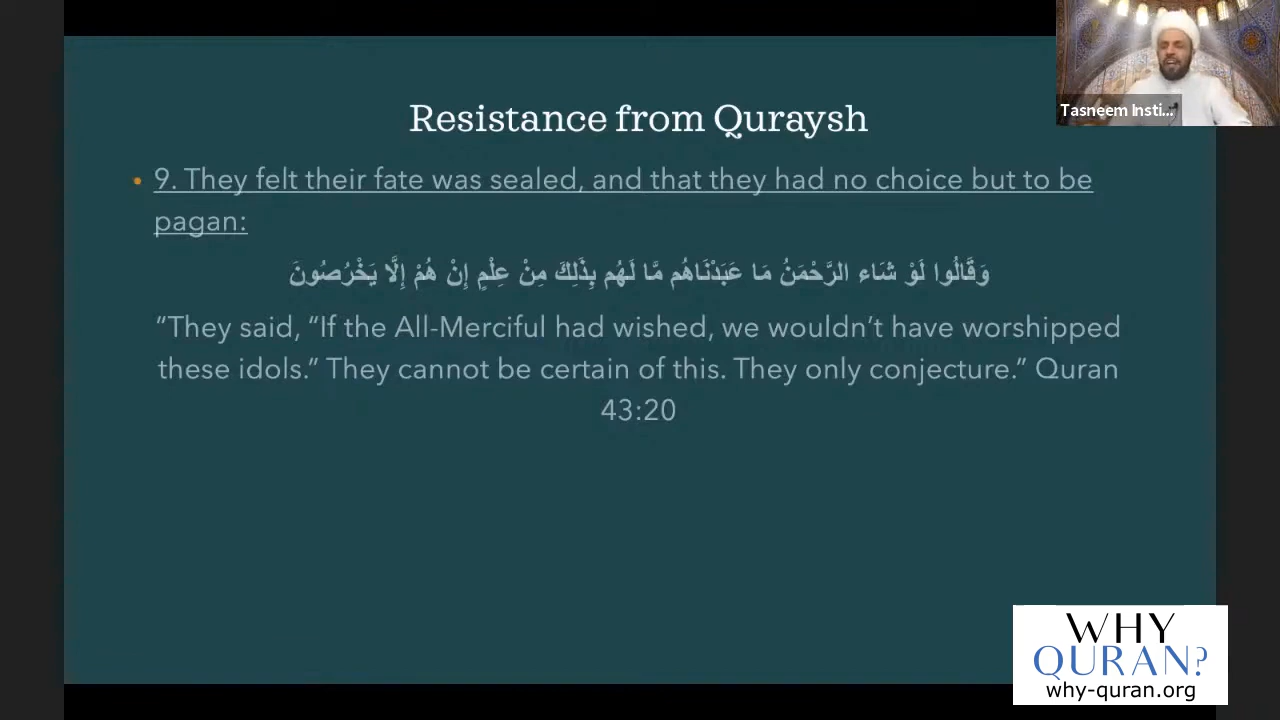 Resistance from Quraysh
Tasneem Insti...
• 9. They felt their fate was sealed, and that they had no choice but to be
pagan:
وَقَالُوا لَوْ شَاء الرَّحْمَنُ مَا عَبَدْنَاهُم مَّا لَهُم بِذَلِكَ مِنْ عِلْمٍ إِنْ هُمْ إِلَّا يَخْرُصُونَ
”They said, “If the All-Merciful had wished, we wouldn’t have worshipped
these idols.” They cannot be certain of this. They only conjecture.” Quran
43:20
WHY
QURAN?
why-quran.org